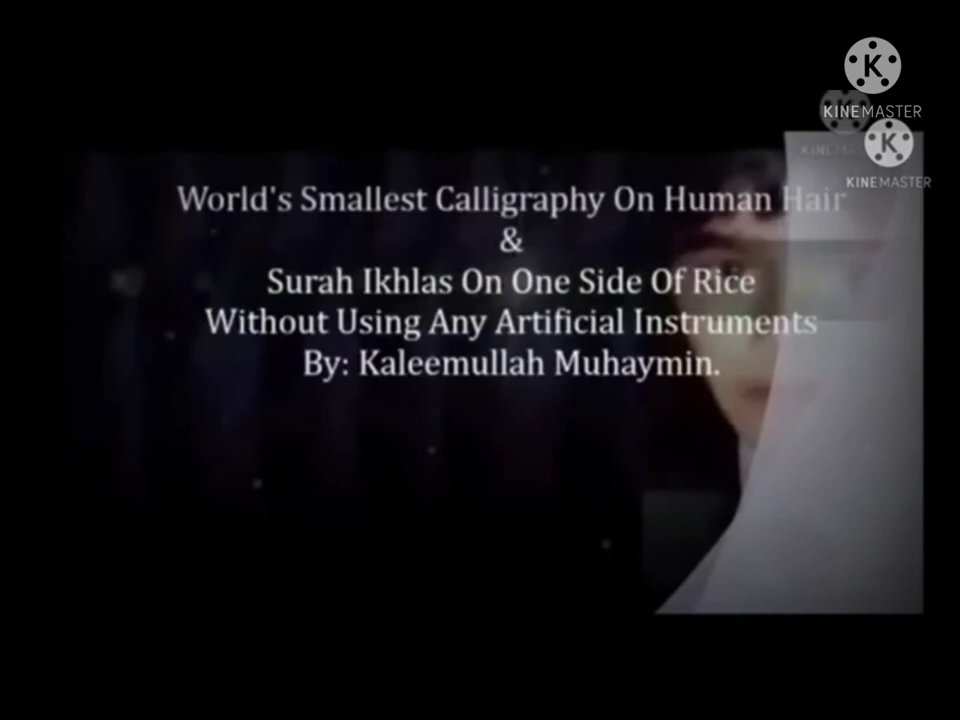 KINEMASTER
KINEMA
KINEMASTER
World's Smallest Calligraphy On Human Hair
&
Surah Ikhlas On One Side Of Rice
Without Using Any Artificial Instruments
By: Kaleemullah Muhaymin.